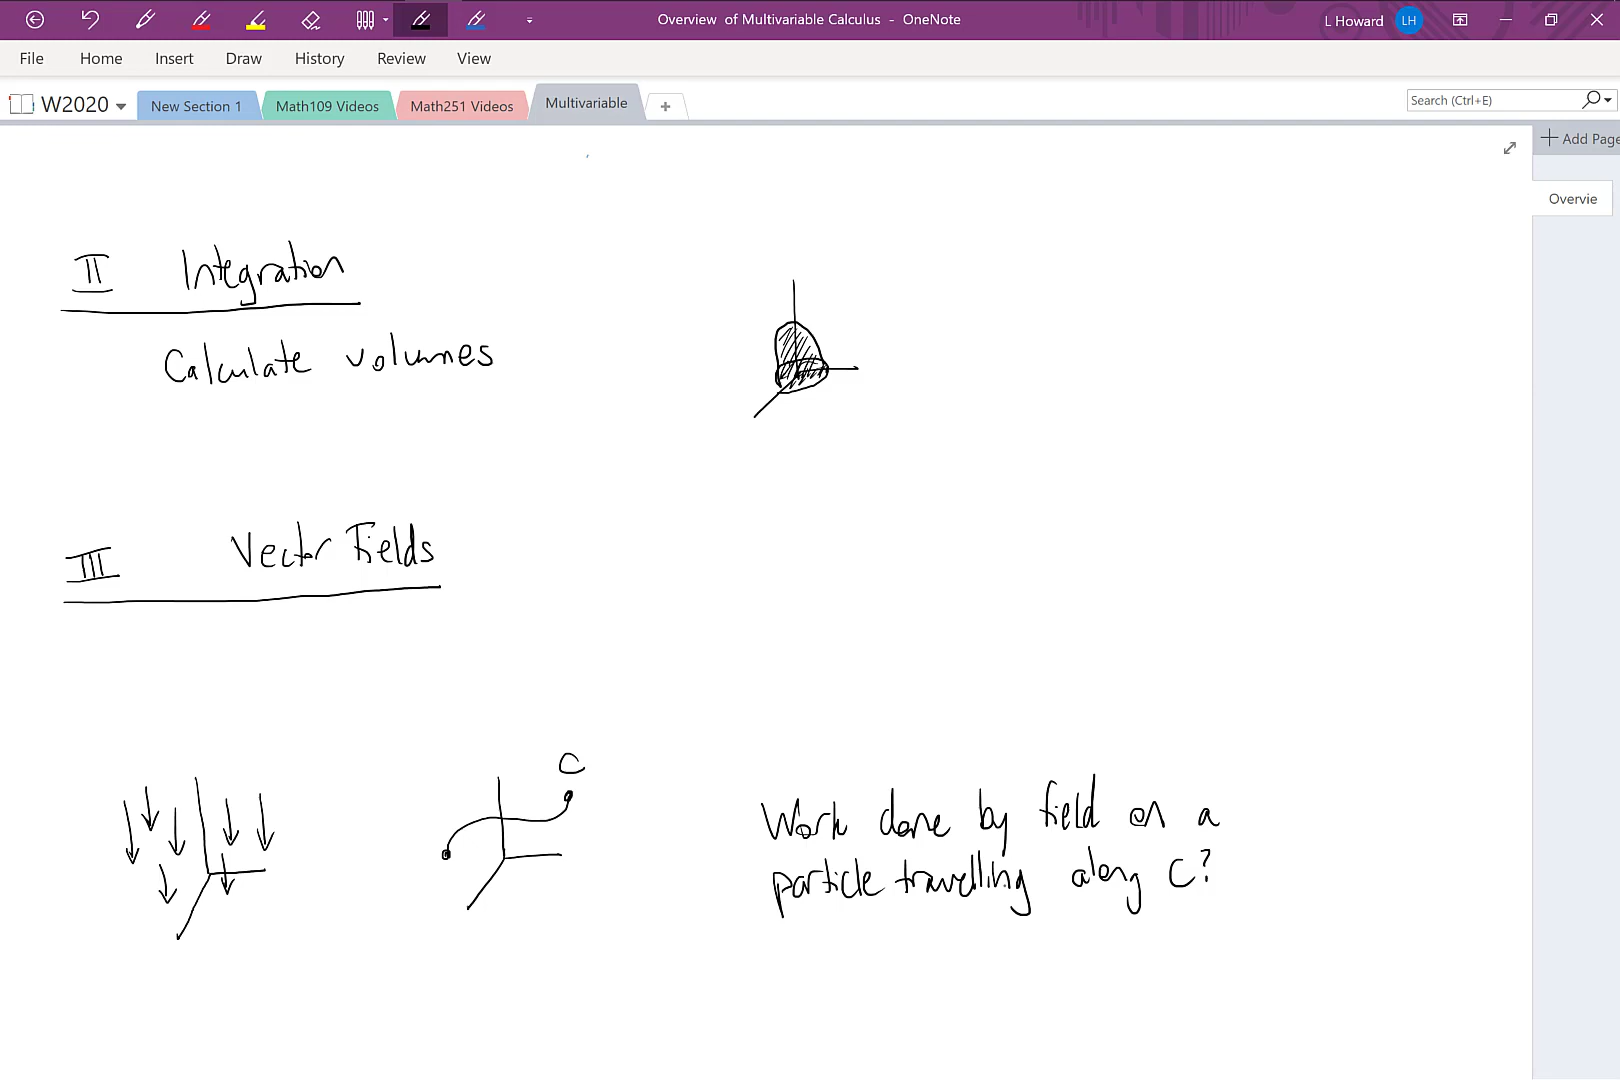 Overview of Multivariable Calculus - OneNote
L Howard LH
File Home Insert Draw History Review View
W2020 New Section 1 Math109 Videos Math251 Videos Multivariable
Search (Ctrl+E)
Add Page
Overvie
II Integration
Calculate volumes
III Vector Fields
C
Work done by field on a
particle travelling along C?